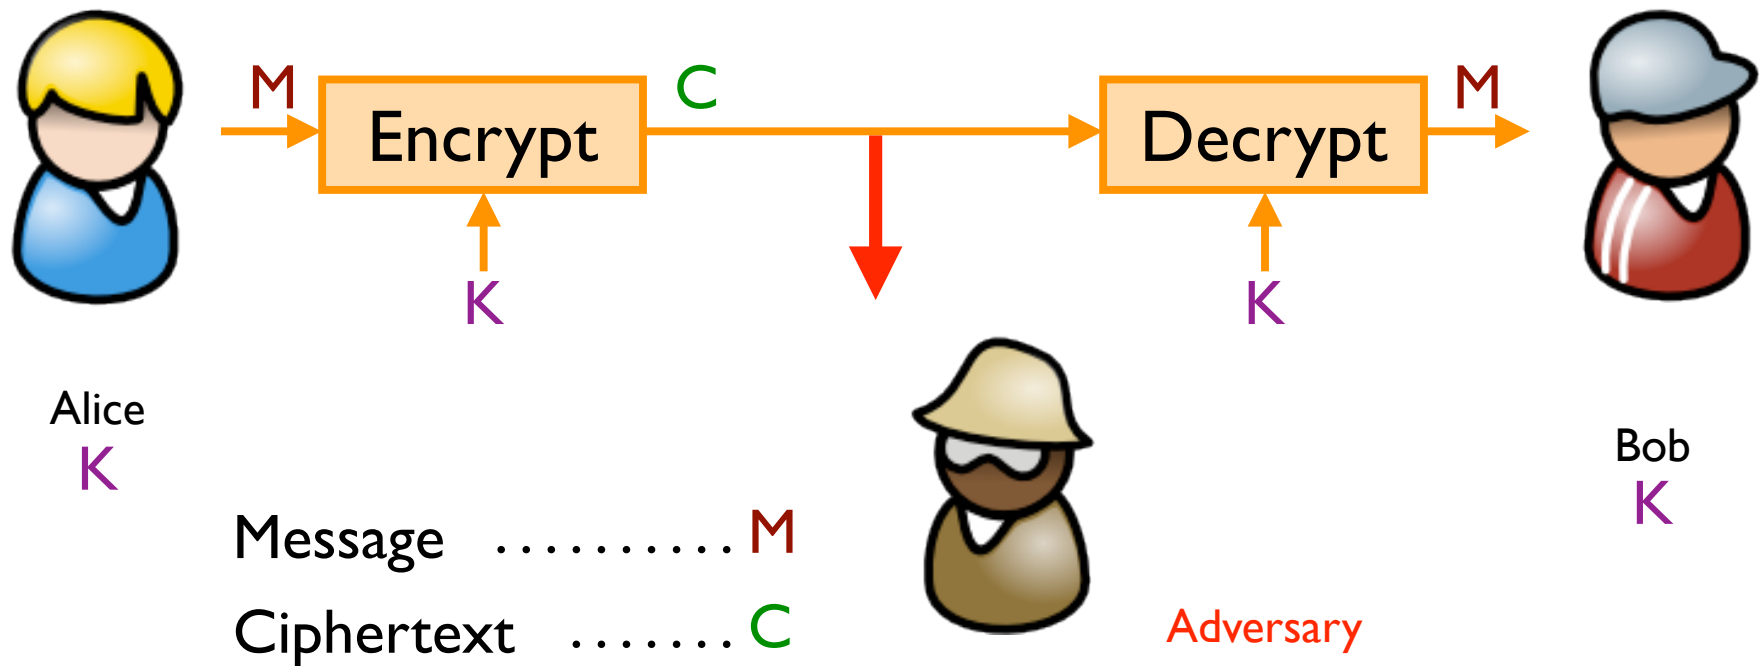 M
C
M
Encrypt
Decrypt
K
K
Alice
K
Bob
K
Message .......... M
Ciphertext ....... C
Adversary